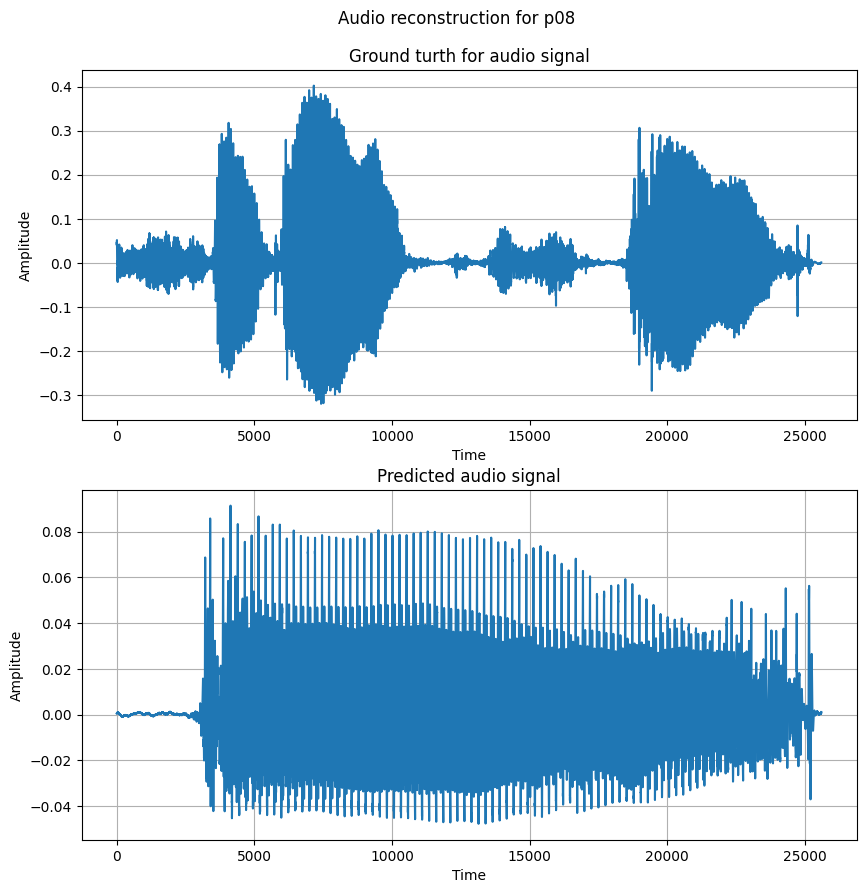 Audio reconstruction for p08
Ground turth for audio signal
0.4
0.3
0.2
0.1
0.0
−0.1
−0.2
−0.3
Amplitude
0 5000 10000 15000 20000 25000
Time
Predicted audio signal
0.08
0.06
0.04
0.02
0.00
−0.02
−0.04
Amplitude
0 5000 10000 15000 20000 25000
Time